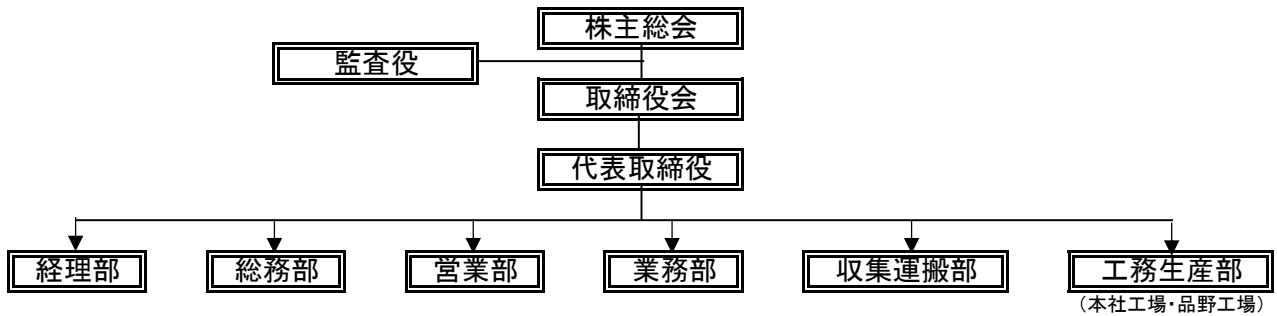 株主総会
監査役
取締役会
代表取締役
経理部
総務部
営業部
業務部
収集運搬部
工務生産部
（本社工場・品野工場）